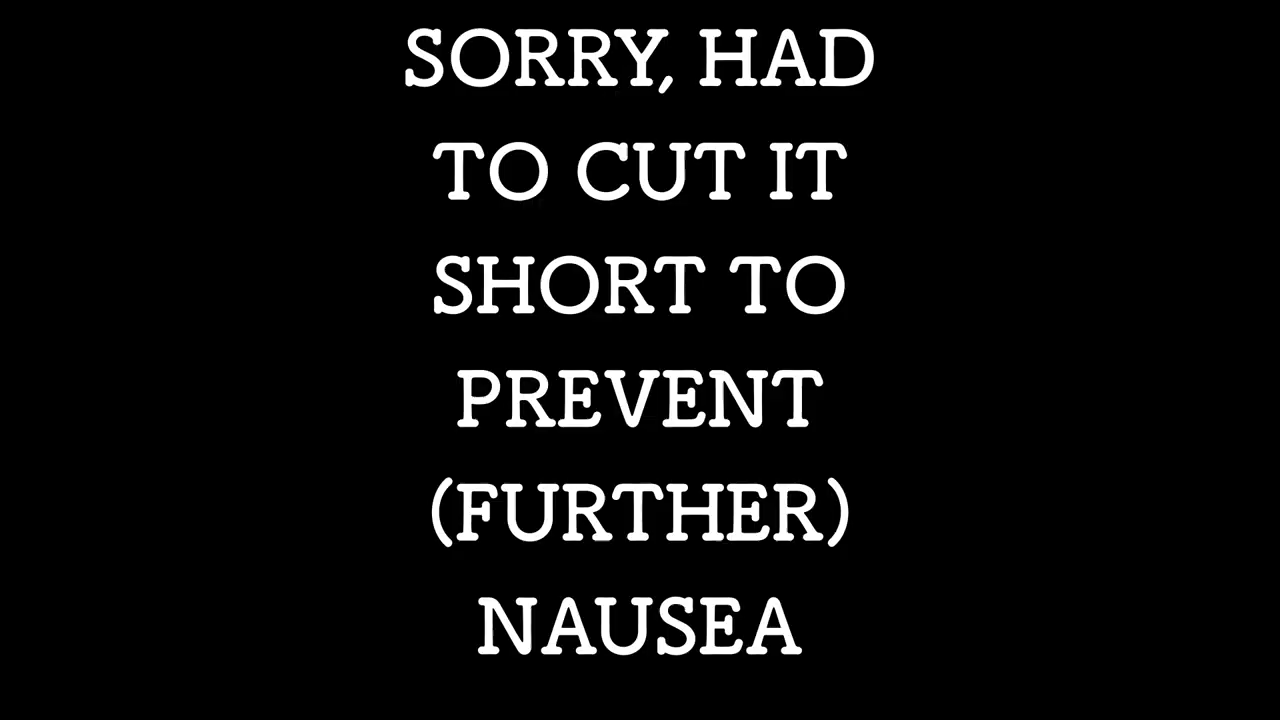 SORRY, HAD
TO CUT IT
SHORT TO
PREVENT
(FURTHER)
NAUSEA